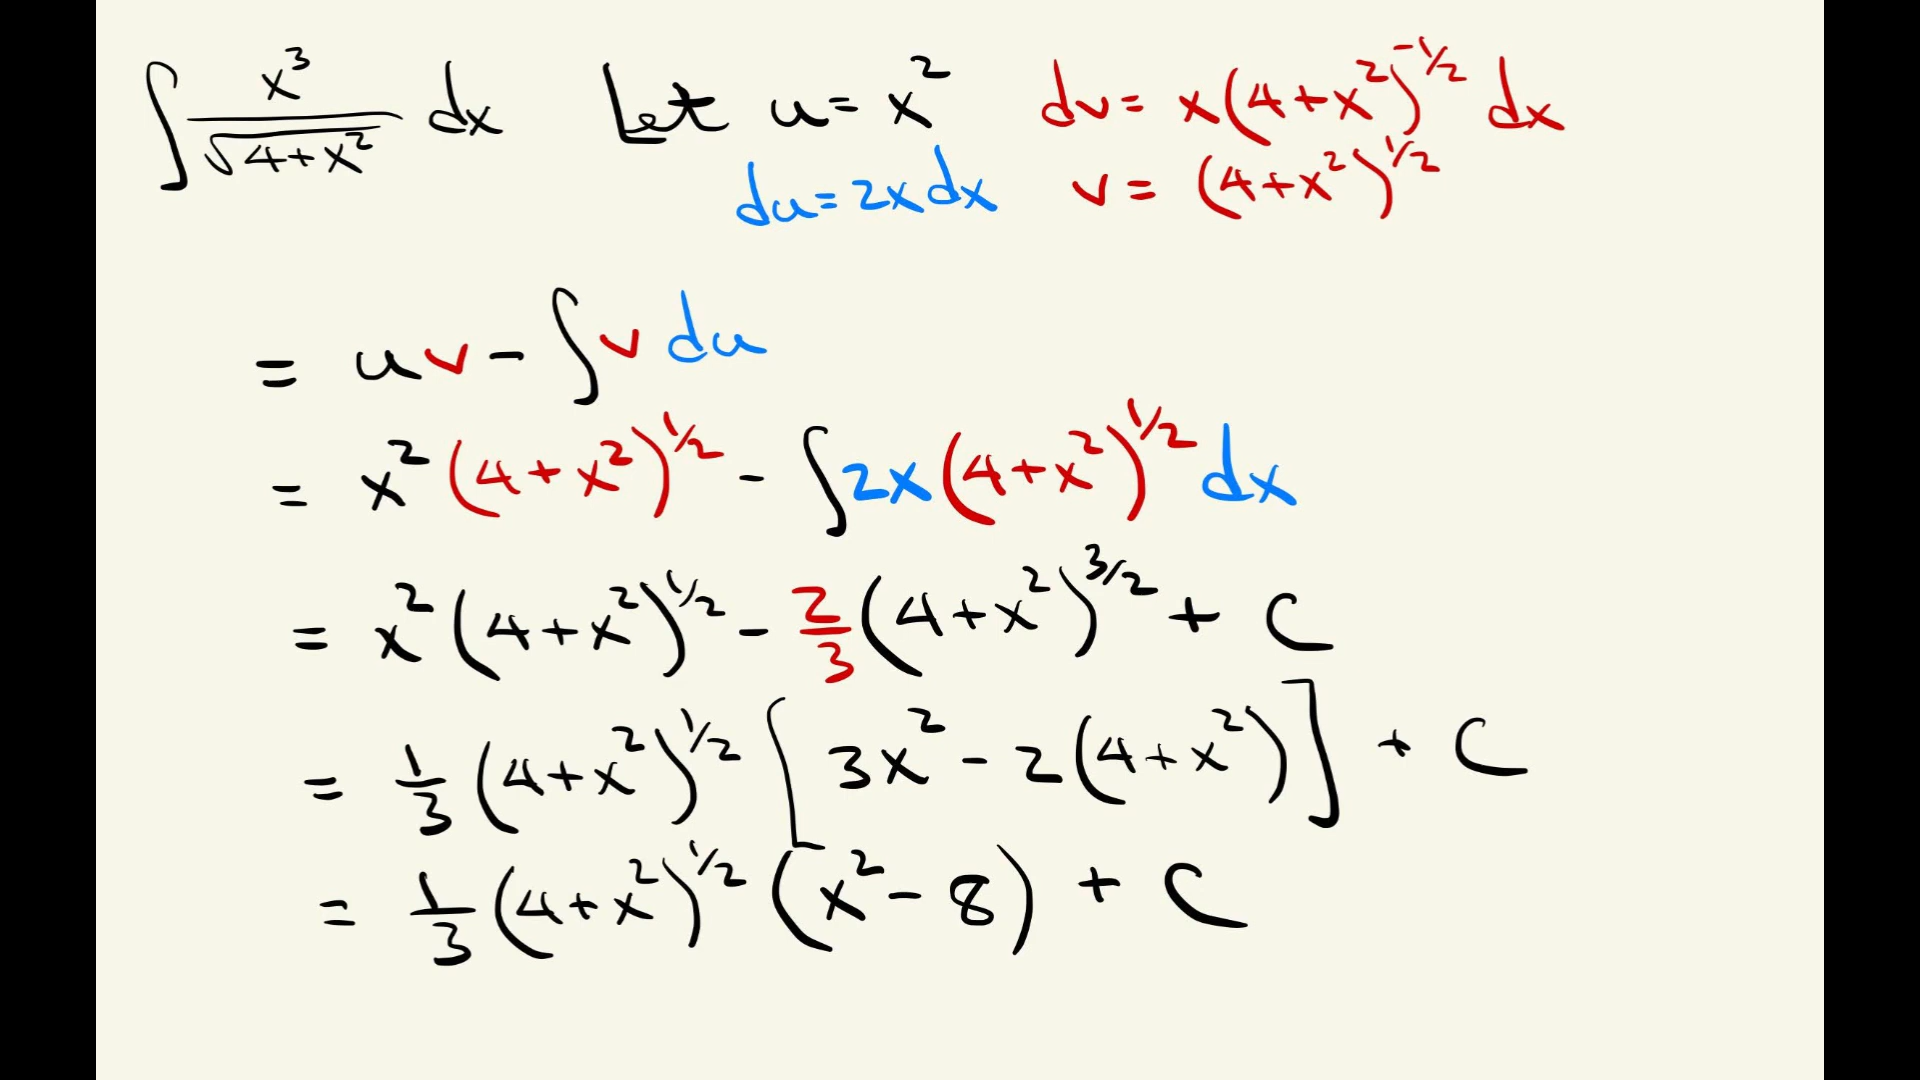 ∫ x³/√(4+x²) dx Let u = x² dv = x(4+x²)^(-1/2) dx
du = 2x dx v = (4+x²)^(1/2)
= uv - ∫ v du
= x² (4+x²)^(1/2) - ∫ 2x (4+x²)^(1/2) dx
= x² (4+x²)^(1/2) - 2/3 (4+x²)^(3/2) + C
= 1/3 (4+x²)^(1/2) [3x² - 2(4+x²)] + C
= 1/3 (4+x²)^(1/2) (x² - 8) + C